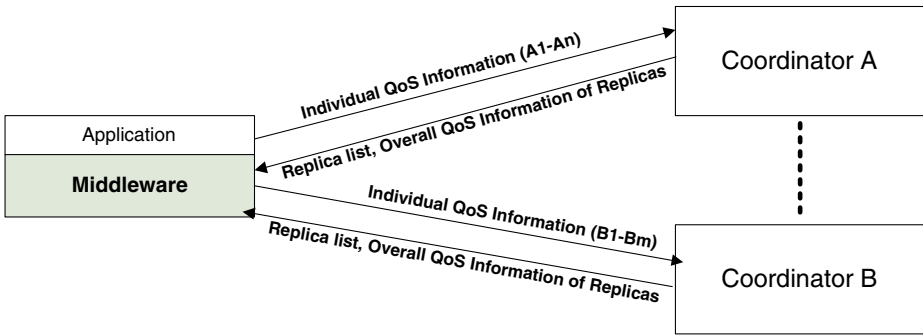 Individual QoS Information (A1-An)
Coordinator A
Replica list, Overall QoS Information of Replicas
Application
Middleware
Individual QoS Information (B1-Bm)
Replica list, Overall QoS Information of Replicas
Coordinator B